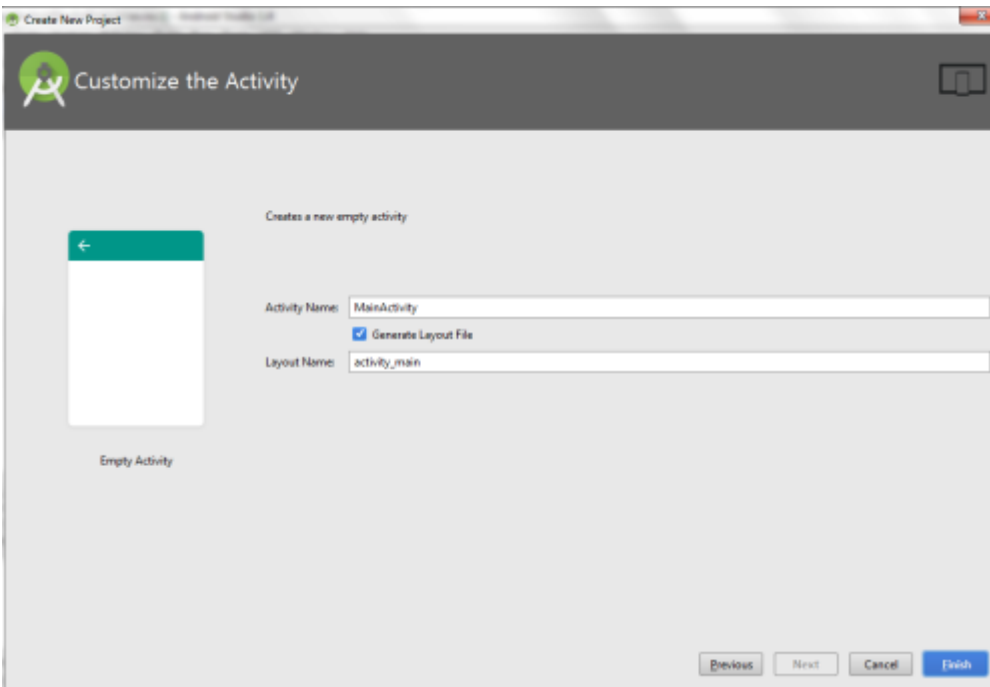 Create New Project
Customize the Activity
Creates a new empty activity
Activity Name: MainActivity
Generate Layout File
Layout Name: activity_main
Empty Activity
Previous Next Cancel Finish